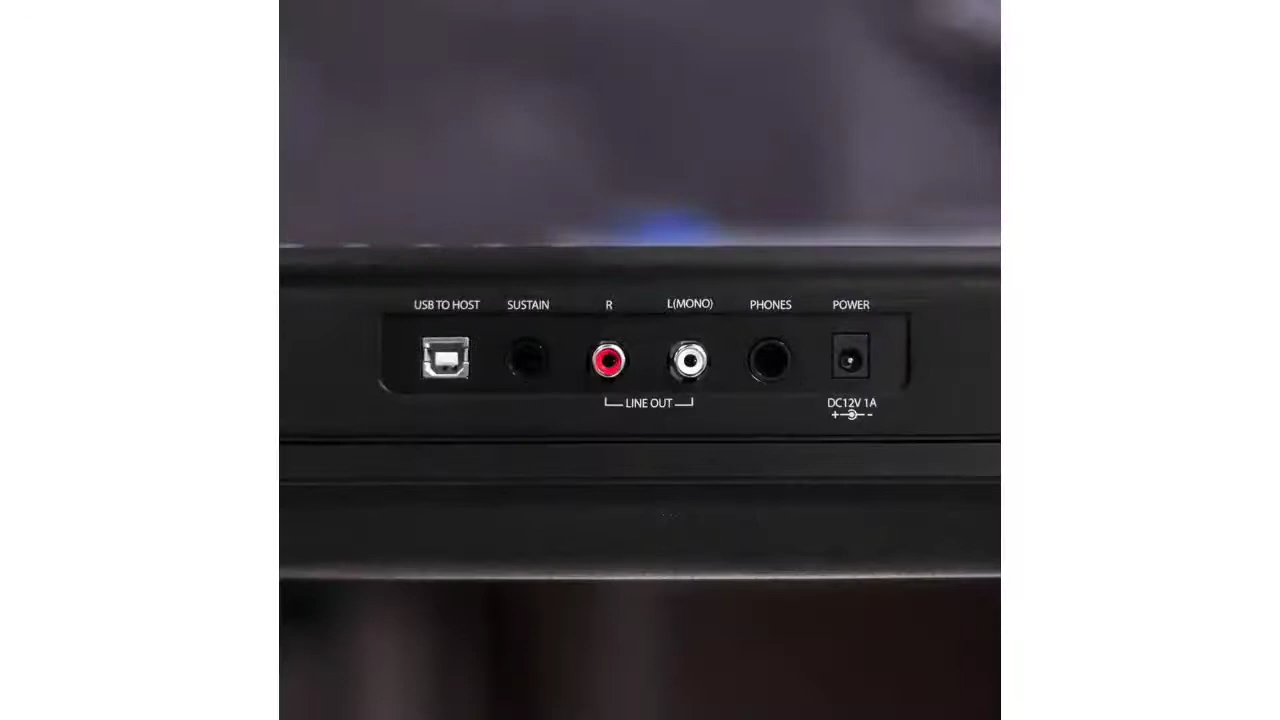 USB TO HOST SUSTAIN R L(MONO) PHONES POWER
LINE OUT
DC12V 1A
+ -